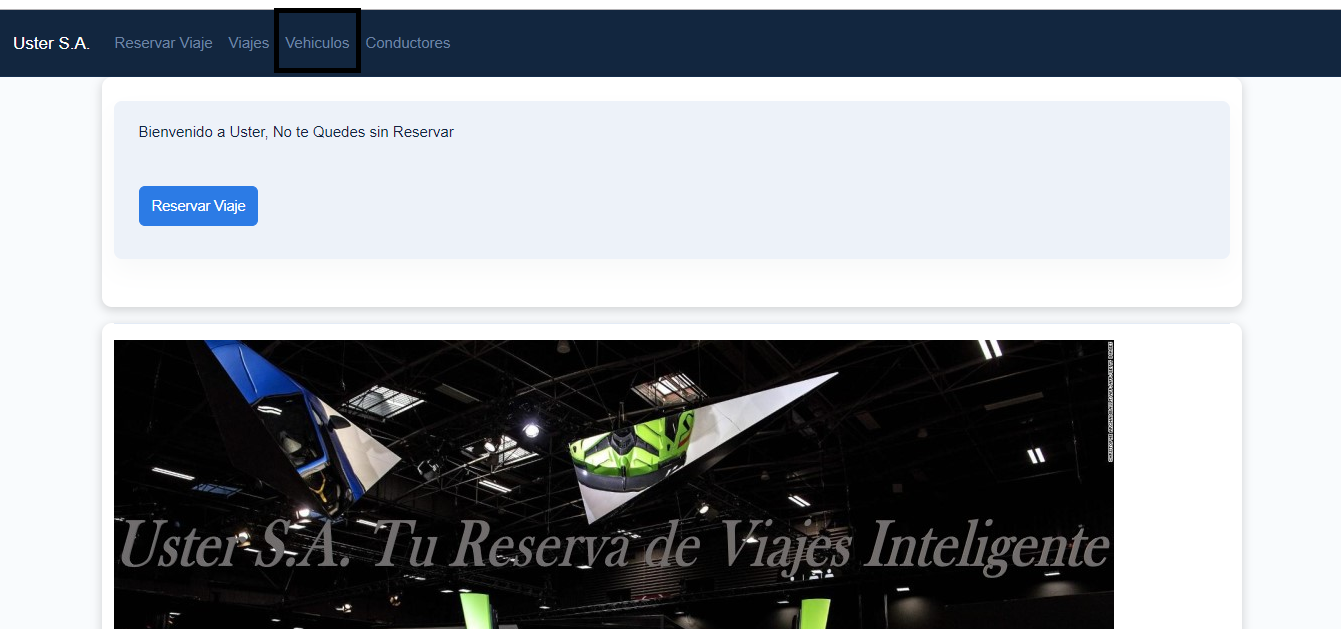 Uster S.A. Reservar Viaje Viajes Vehiculos Conductores
Bienvenido a Uster, No te Quedes sin Reservar
Reservar Viaje
Uster S.A. Tu Reserva de Viajes Inteligente